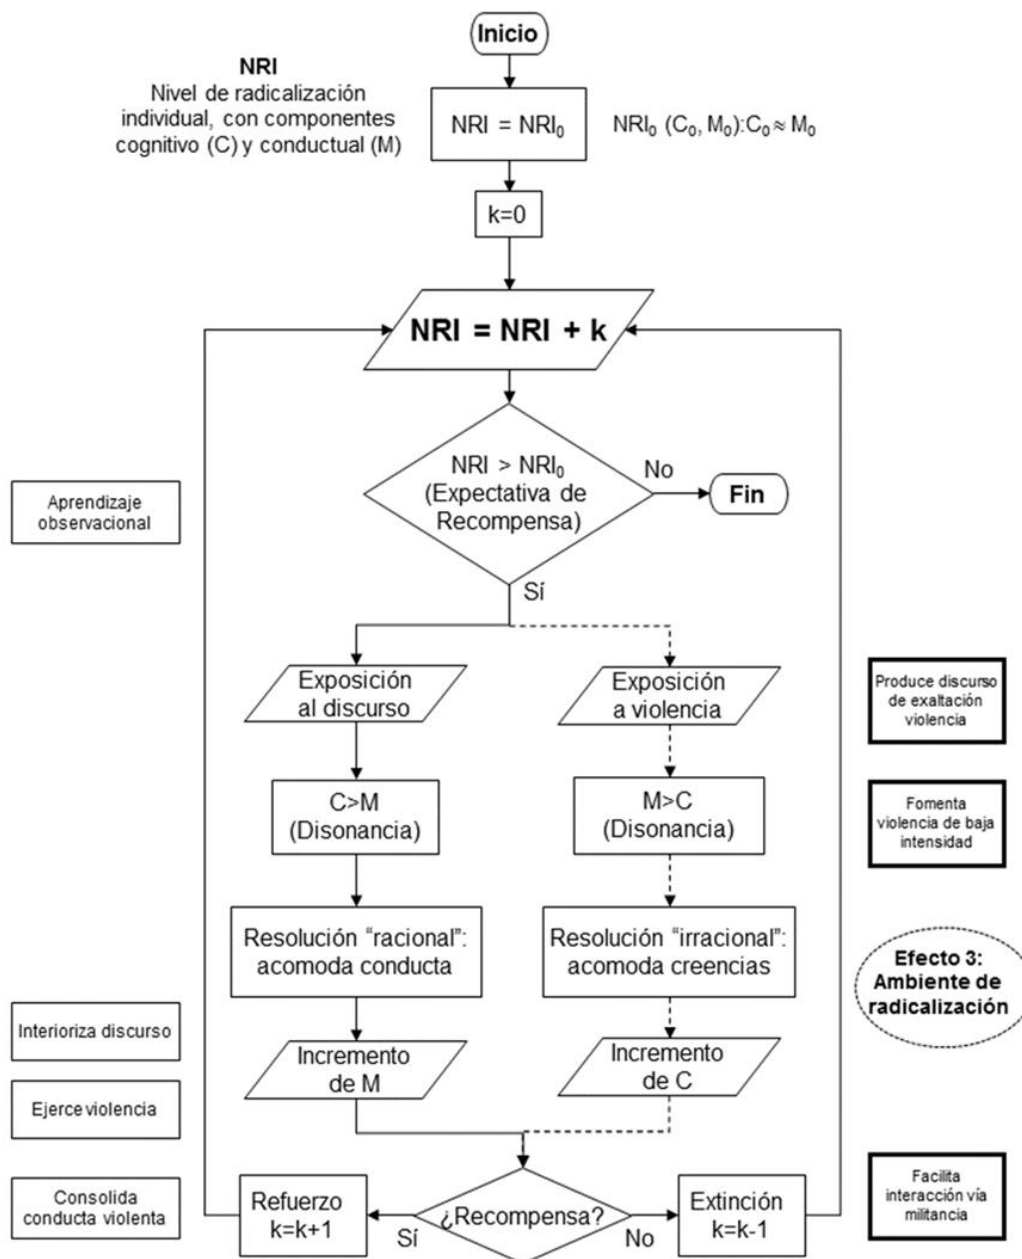 Inicio
NRI
Nivel de radicalización
individual, con componentes
cognitivo (C) y conductual (M)
NRI = NRI₀
NRI₀ (C₀, M₀):C₀ ≈ M₀
k=0
NRI = NRI + k
NRI > NRI₀
(Expectativa de
Recompensa)
No
Fin
Sí
Aprendizaje
observacional
Exposición
al discurso
Exposición
a violencia
Produce discurso
de exaltación
violencia
C>M
(Disonancia)
M>C
(Disonancia)
Fomenta
violencia de baja
intensidad
Resolución “racional”:
acomoda conducta
Resolución “irracional”:
acomoda creencias
Efecto 3:
Ambiente de
radicalización
Interioriza discurso
Incremento
de M
Incremento
de C
Ejerce violencia
Consolida
conducta violenta
Refuerzo
k=k+1
Sí
¿Recompensa?
No
Extinción
k=k-1
Facilita
interacción vía
militancia